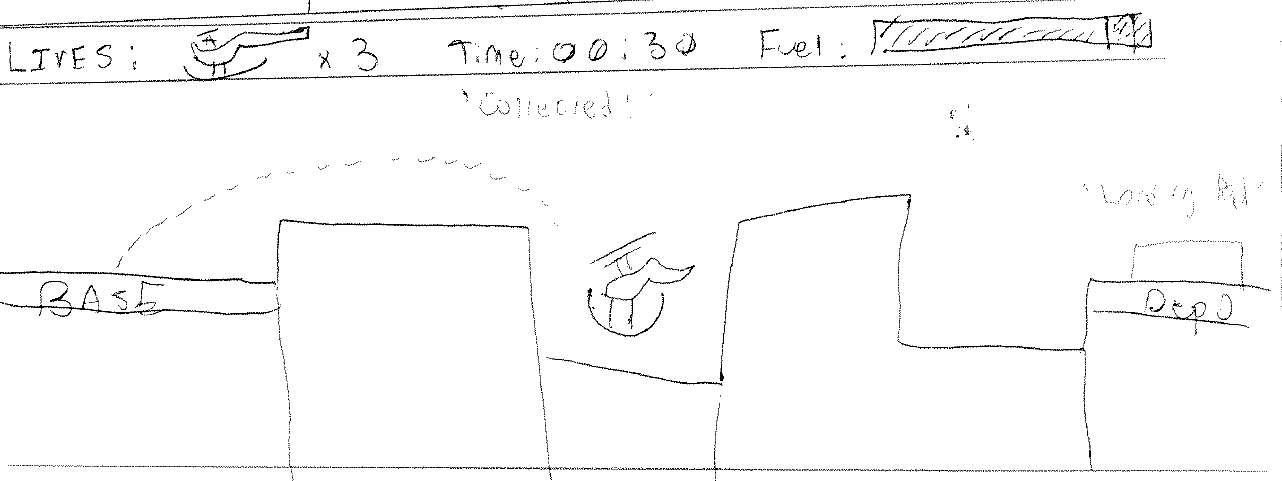 LIVES: x 3 Time: 00:30 Fuel:
"Collected!"
BASE
Depo